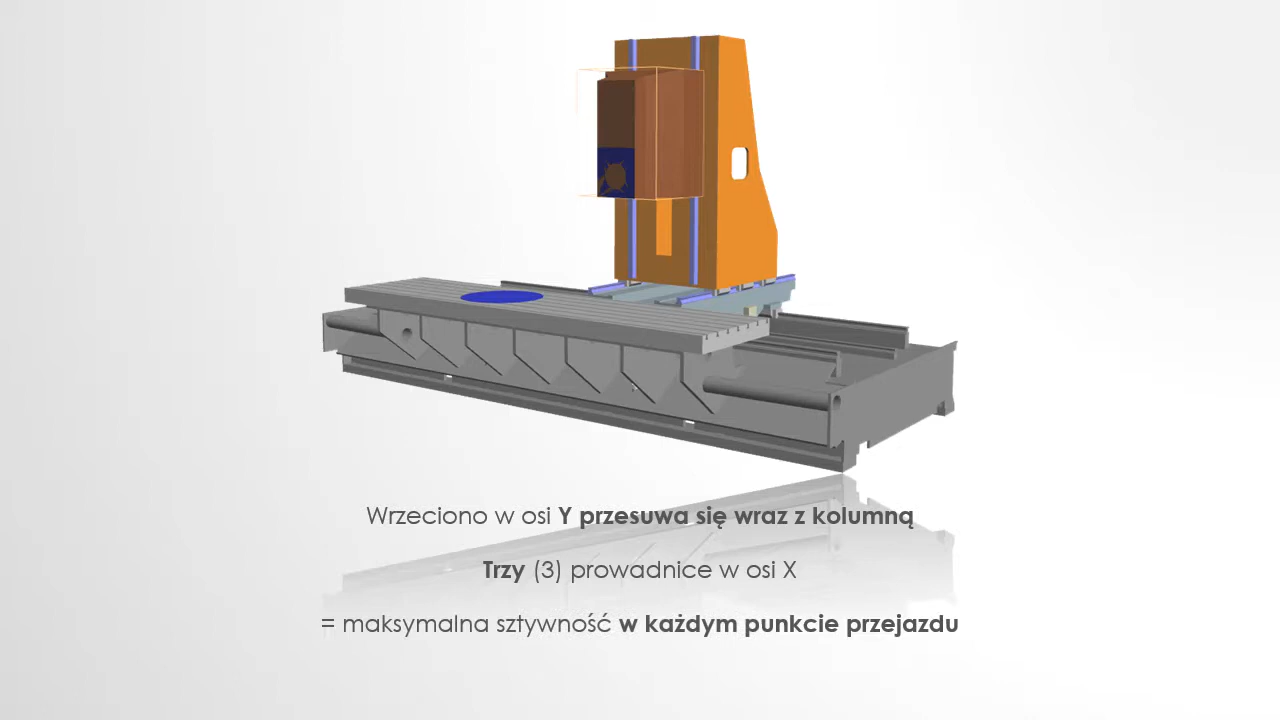 Wrzeciono w osi Y przesuwa się wraz z kolumną
Trzy (3) prowadnice w osi X
= maksymalna sztywność w każdym punkcie przejazdu